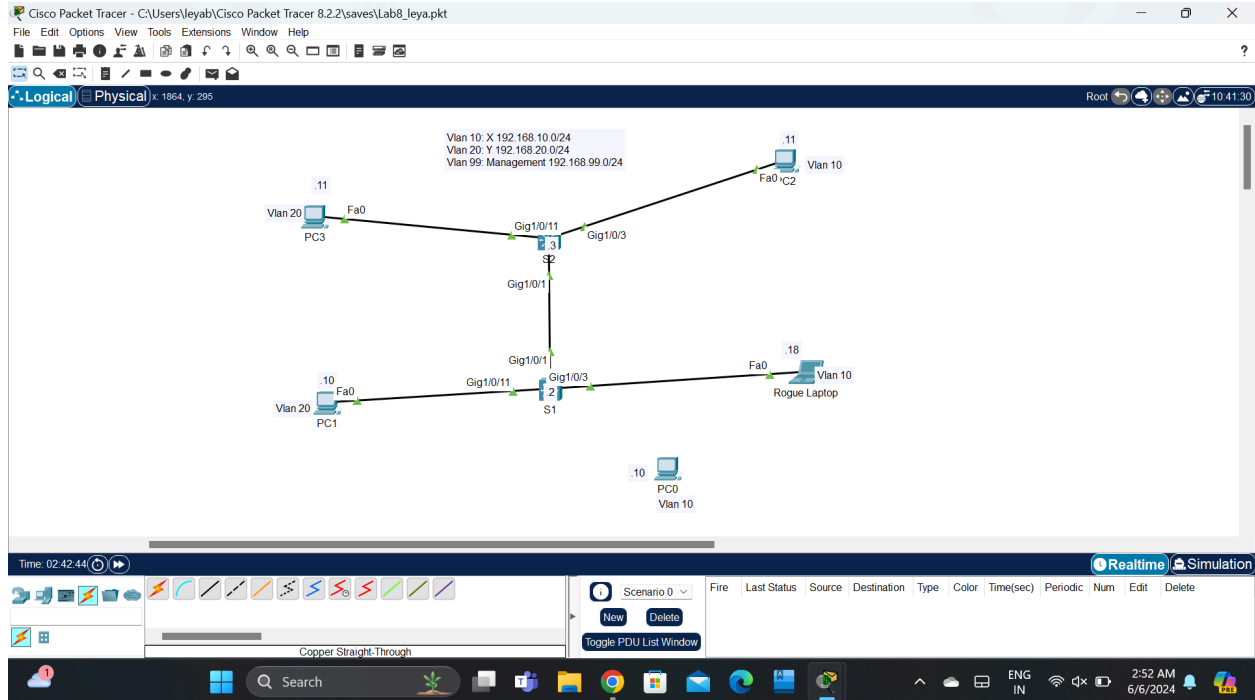 Cisco Packet Tracer - C:\Users\leyab\Cisco Packet Tracer 8.2.2\saves\Lab8_leya.pkt
File Edit Options View Tools Extensions Window Help
?
Logical Physical x: 1864, y: 295 Root 10:41:30
Vlan 10: X 192.168.10.0/24
Vlan 20: Y 192.168.20.0/24
Vlan 99: Management 192.168.99.0/24
.11
Vlan 10
Fa0
PC2
.11
Vlan 20
Fa0
PC3
Gig1/0/11
Gig1/0/3
.3
S2
Gig1/0/1
Gig1/0/1
.18
Fa0
Vlan 10
Rogue Laptop
.10
Fa0
Vlan 20
PC1
Gig1/0/11
Gig1/0/3
.2
S1
.10
PC0
Vlan 10
Time: 02:42:44
Realtime Simulation
Scenario 0
New Delete
Toggle PDU List Window
Fire Last Status Source Destination Type Color Time(sec) Periodic Num Edit Delete
Copper Straight-Through
1
Search
ENG
IN
2:52 AM
6/6/2024
PRE